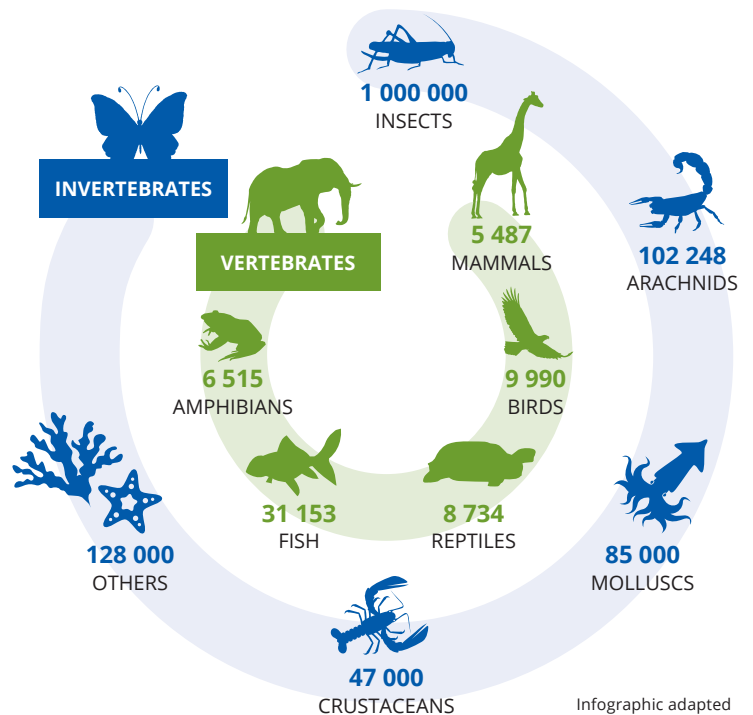 1 000 000
INSECTS
INVERTEBRATES
VERTEBRATES
5 487
MAMMALS
102 248
ARACHNIDS
6 515
AMPHIBIANS
9 990
BIRDS
31 153
FISH
8 734
REPTILES
128 000
OTHERS
85 000
MOLLUSCS
47 000
CRUSTACEANS
Infographic adapted